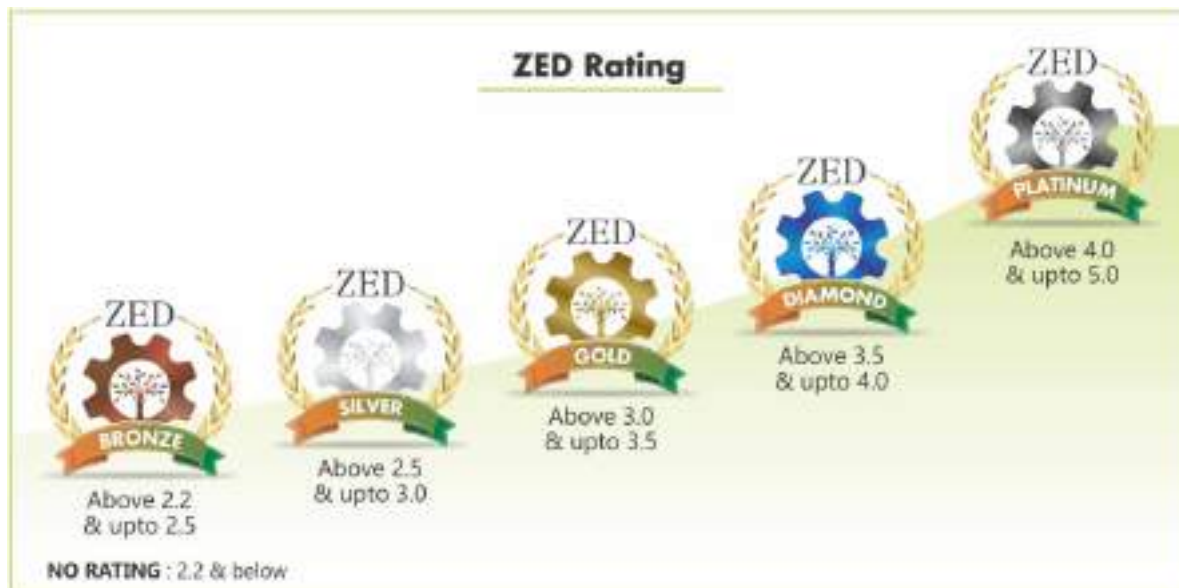 ZED Rating
ZED
BRONZE
Above 2.2
& upto 2.5
ZED
SILVER
Above 2.5
& upto 3.0
ZED
GOLD
Above 3.0
& upto 3.5
ZED
DIAMOND
Above 3.5
& upto 4.0
ZED
PLATINUM
Above 4.0
& upto 5.0
NO RATING : 2.2 & below